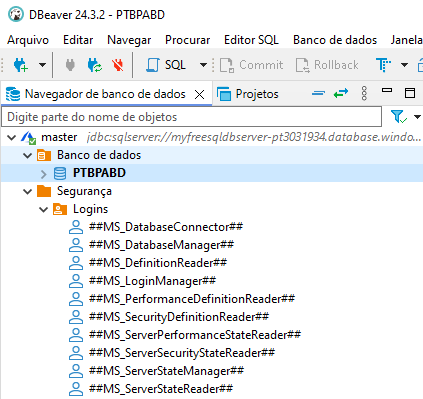 DBeaver 24.3.2 - PTBPABD
Arquivo Editar Navegar Procurar Editor SQL Banco de dados Janela
SQL Commit Rollback
Navegador de banco de dados Projetos
Digite parte do nome de objetos
master jdbc:sqlserver://myfreesqldbserver-pt3031934.database.windo...
Banco de dados
PTBPABD
Segurança
Logins
##MS_DatabaseConnector##
##MS_DatabaseManager##
##MS_DefinitionReader##
##MS_LoginManager##
##MS_PerformanceDefinitionReader##
##MS_SecurityDefinitionReader##
##MS_ServerPerformanceStateReader##
##MS_ServerSecurityStateReader##
##MS_ServerStateManager##
##MS_ServerStateReader##